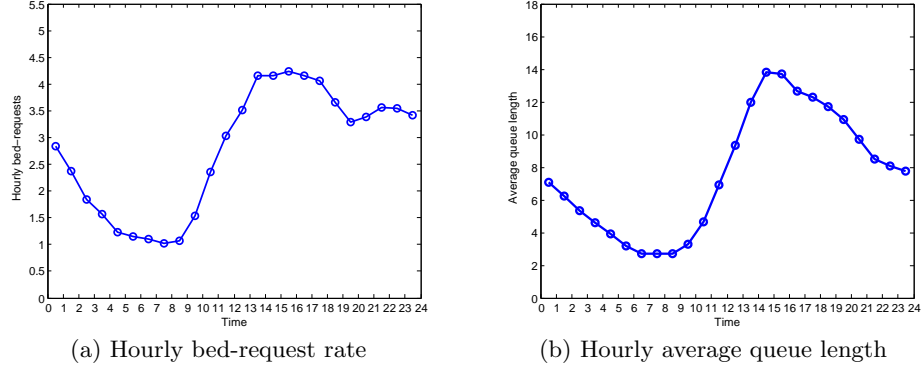 5.5
5
4.5
4
3.5
3
2.5
2
1.5
1
0.5
0
Hourly bed−requests
0 1 2 3 4 5 6 7 8 9 10 11 12 13 14 15 16 17 18 19 20 21 22 23 24
Time
(a) Hourly bed-request rate
18
16
14
12
10
8
6
4
2
0
Average queue length
0 1 2 3 4 5 6 7 8 9 10 11 12 13 14 15 16 17 18 19 20 21 22 23 24
Time
(b) Hourly average queue length